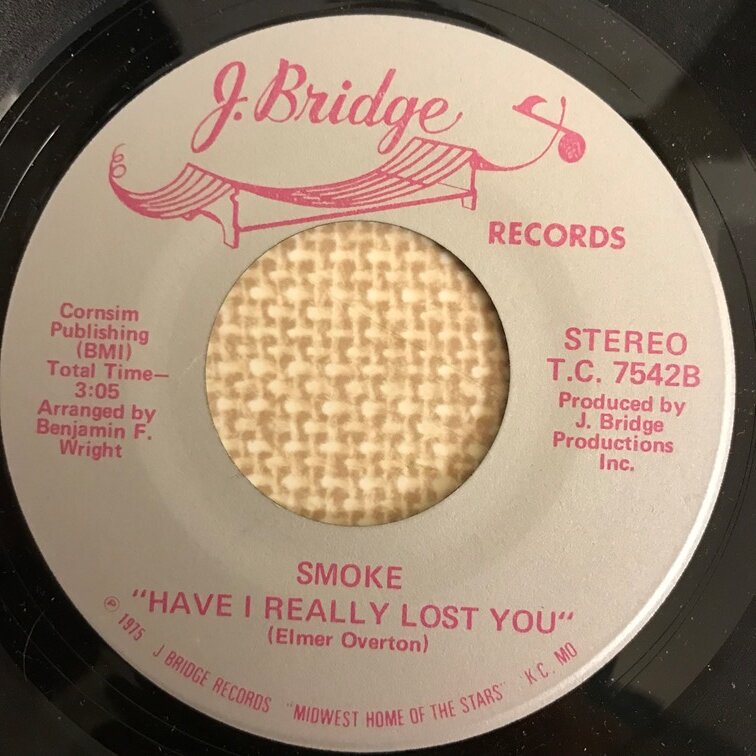 J. Bridge
RECORDS
Cornsim
Publishing
(BMI)
Total Time—
3:05
Arranged by
Benjamin F.
Wright
STEREO
T.C. 7542B
Produced by
J. Bridge
Productions
Inc.
SMOKE
"HAVE I REALLY LOST YOU"
(Elmer Overton)
℗ 1975 J BRIDGE RECORDS "MIDWEST HOME OF THE STARS" K C. MO